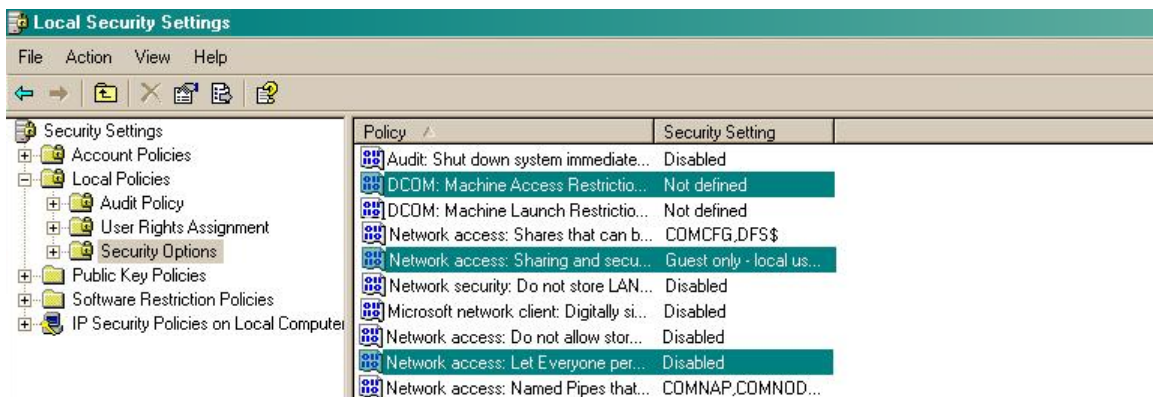 Local Security Settings
File Action View Help
Security Settings
Account Policies
Local Policies
Audit Policy
User Rights Assignment
Security Options
Public Key Policies
Software Restriction Policies
IP Security Policies on Local Computer
Policy Security Setting
Audit: Shut down system immediate... Disabled
DCOM: Machine Access Restrictio... Not defined
DCOM: Machine Launch Restrictio... Not defined
Network access: Shares that can b... COMCFG,DFS$
Network access: Sharing and secu... Guest only - local us...
Network security: Do not store LAN... Disabled
Microsoft network client: Digitally si... Disabled
Network access: Do not allow stor... Disabled
Network access: Let Everyone per... Disabled
Network access: Named Pipes that... COMNAP,COMNOD...